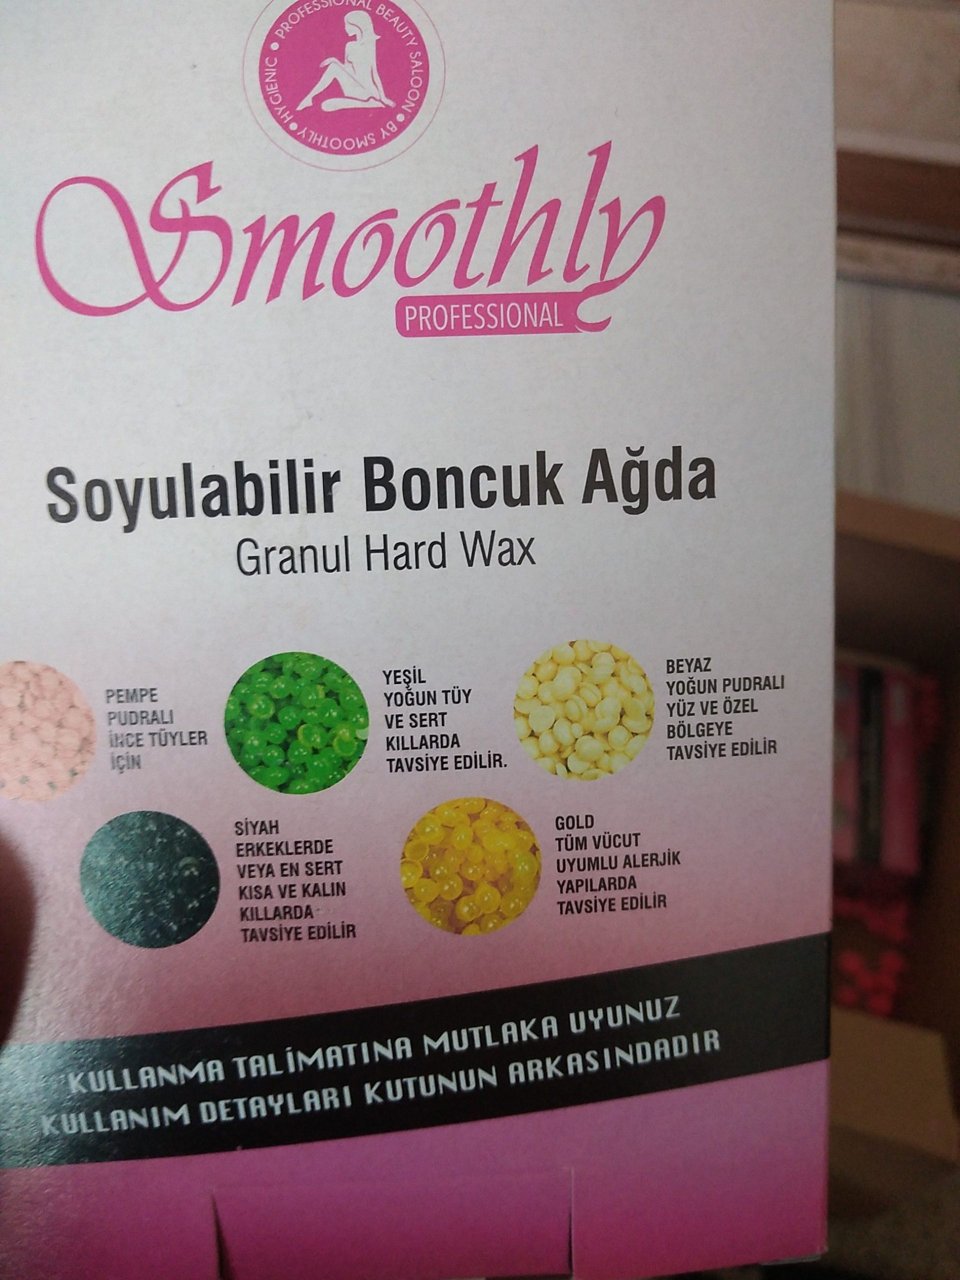 PROFESSIONAL BEAUTY SALOON • BY SMOOTHLY • HYGIENIC •
Smoothly
PROFESSIONAL
Soyulabilir Boncuk Ağda
Granul Hard Wax
PEMPE
PUDRALI
İNCE TÜYLER
İÇİN
YEŞİL
YOĞUN TÜY
VE SERT
KILLARDA
TAVSİYE EDİLİR.
BEYAZ
YOĞUN PUDRALI
YÜZ VE ÖZEL
BÖLGEYE
TAVSİYE EDİLİR
SİYAH
ERKEKLERDE
VEYA EN SERT
KISA VE KALIN
KILLARDA
TAVSİYE EDİLİR
GOLD
TÜM VÜCUT
UYUMLU ALERJİK
YAPILARDA
TAVSİYE EDİLİR
KULLANMA TALİMATINA MUTLAKA UYUNUZ
KULLANIM DETAYLARI KUTUNUN ARKASINDADIR